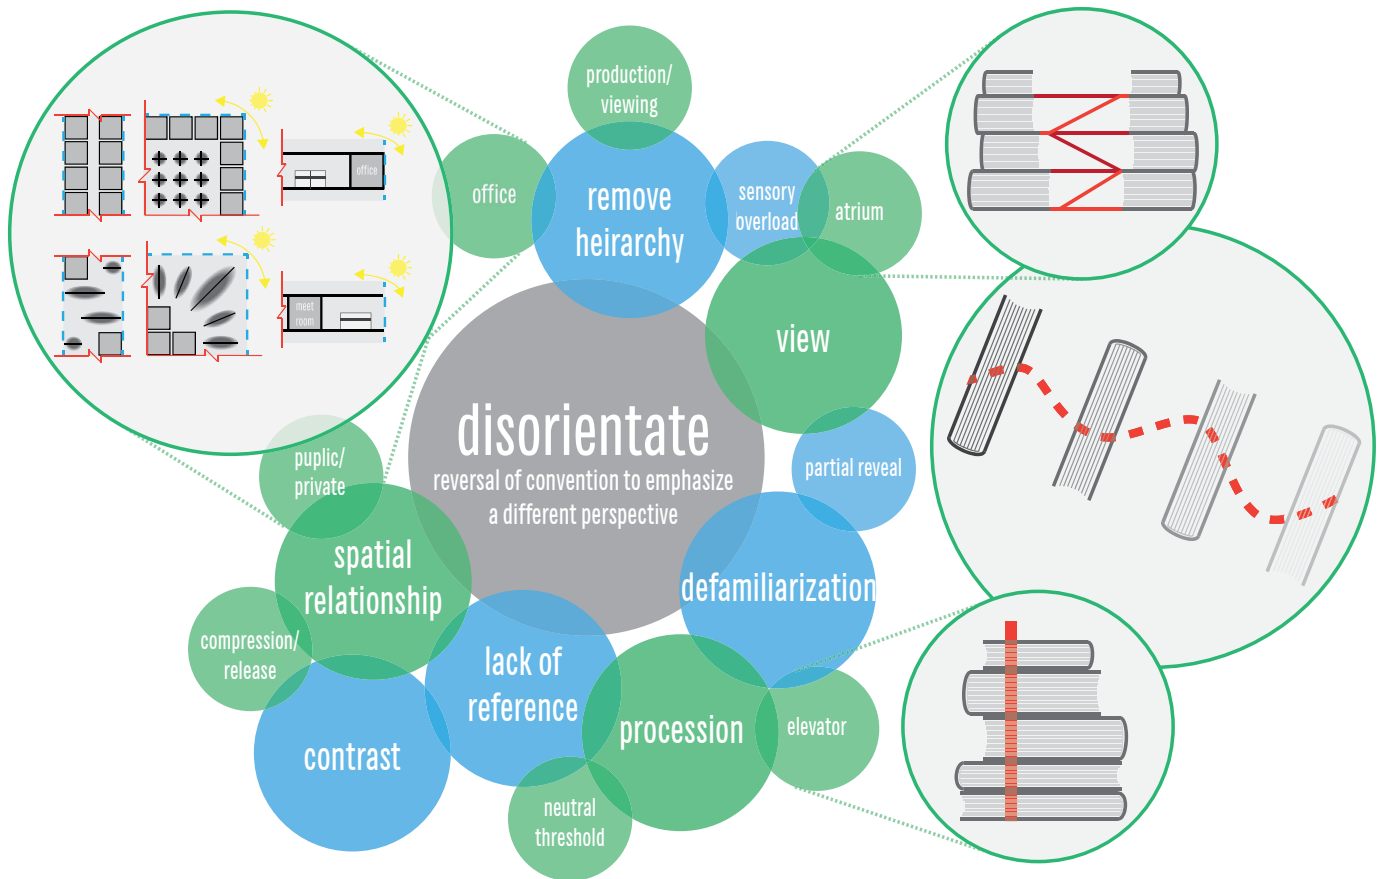 production/
viewing
office
remove
heirarchy
sensory
overload
atrium
office
meet
room
view
disorientate
reversal of convention to emphasize
a different perspective
puplic/
private
partial reveal
spatial
relationship
defamiliarization
compression/
release
lack of
reference
procession
elevator
contrast
neutral
threshold